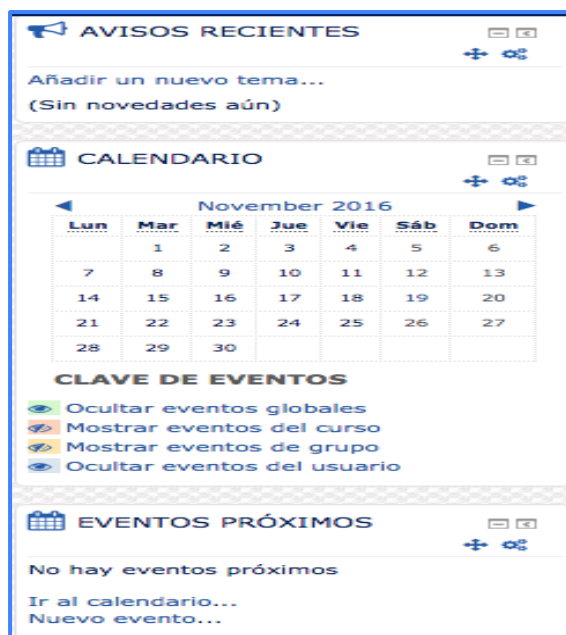 AVISOS RECIENTES
Añadir un nuevo tema...
(Sin novedades aún)
CALENDARIO
November 2016
Lun Mar Mié Jue Vie Sáb Dom
1 2 3 4 5 6
7 8 9 10 11 12 13
14 15 16 17 18 19 20
21 22 23 24 25 26 27
28 29 30
CLAVE DE EVENTOS
Ocultar eventos globales
Mostrar eventos del curso
Mostrar eventos de grupo
Ocultar eventos del usuario
EVENTOS PRÓXIMOS
No hay eventos próximos
Ir al calendario...
Nuevo evento...